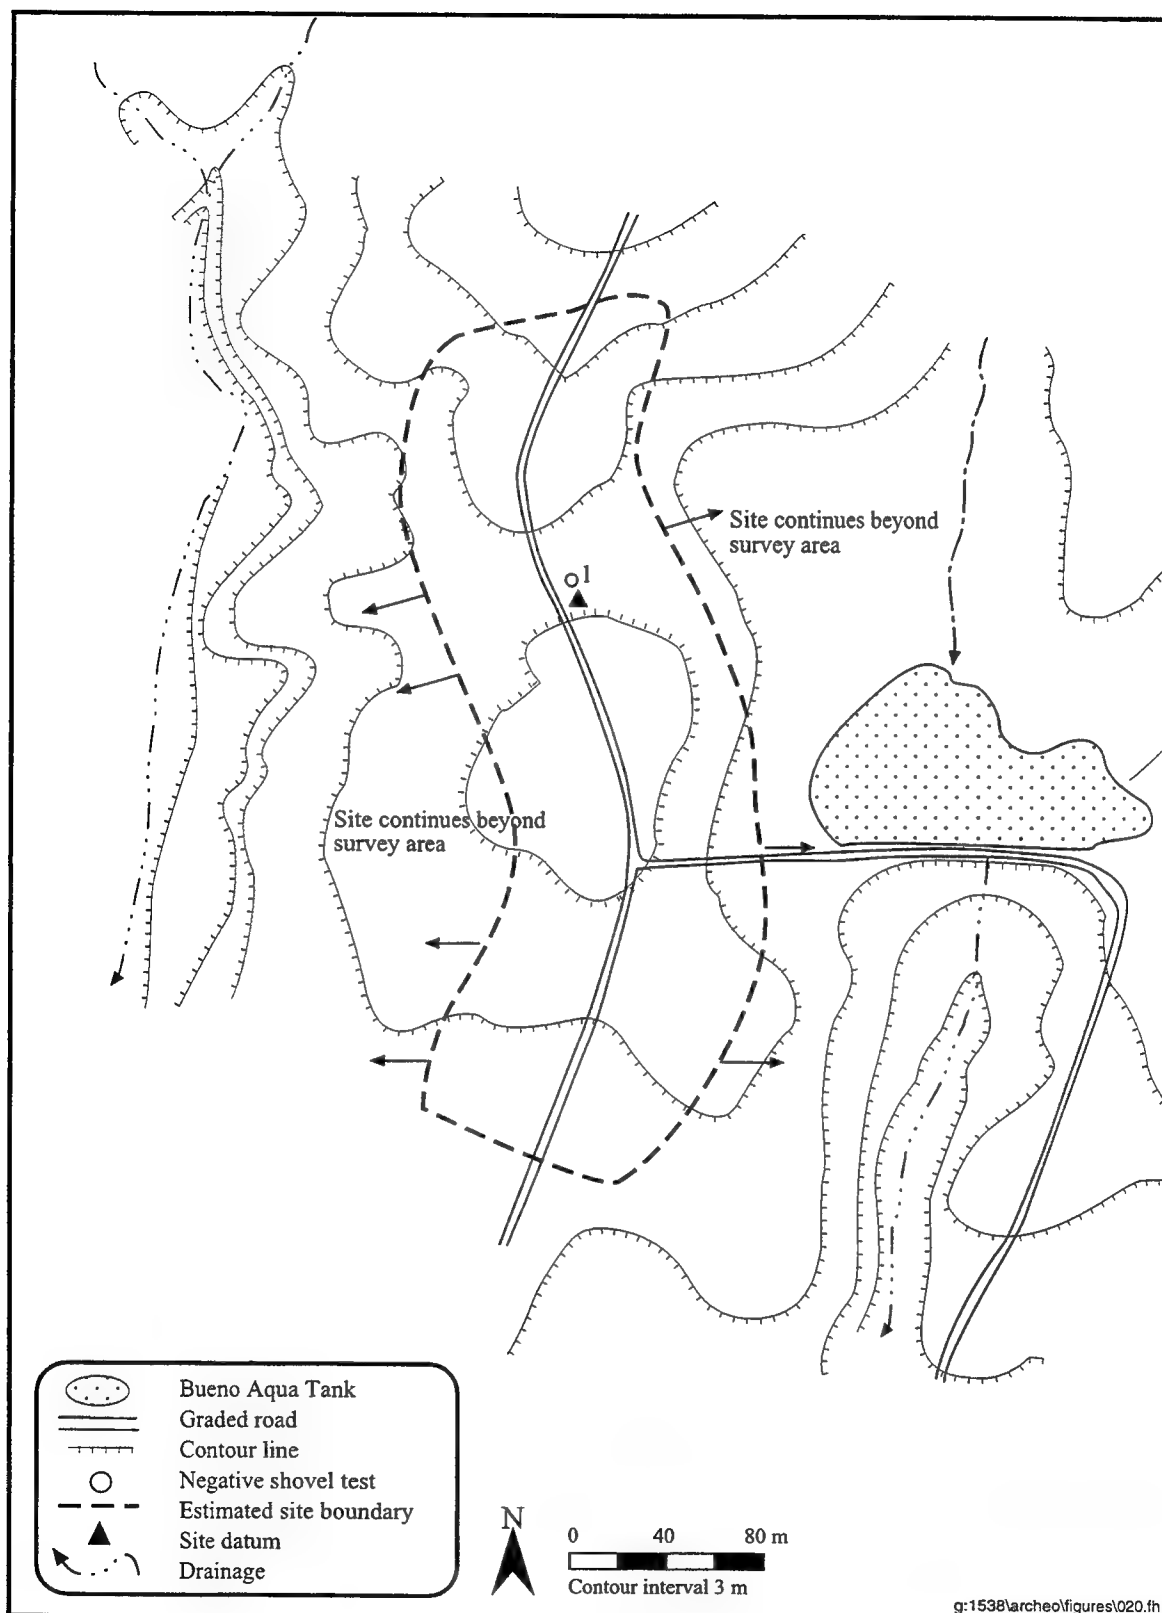 Site continues beyond
survey area
1
Site continues beyond
survey area
Bueno Aqua Tank
Graded road
Contour line
Negative shovel test
Estimated site boundary
Site datum
Drainage
N
0 40 80 m
Contour interval 3 m
g:1538\archeo\figures\020.fh